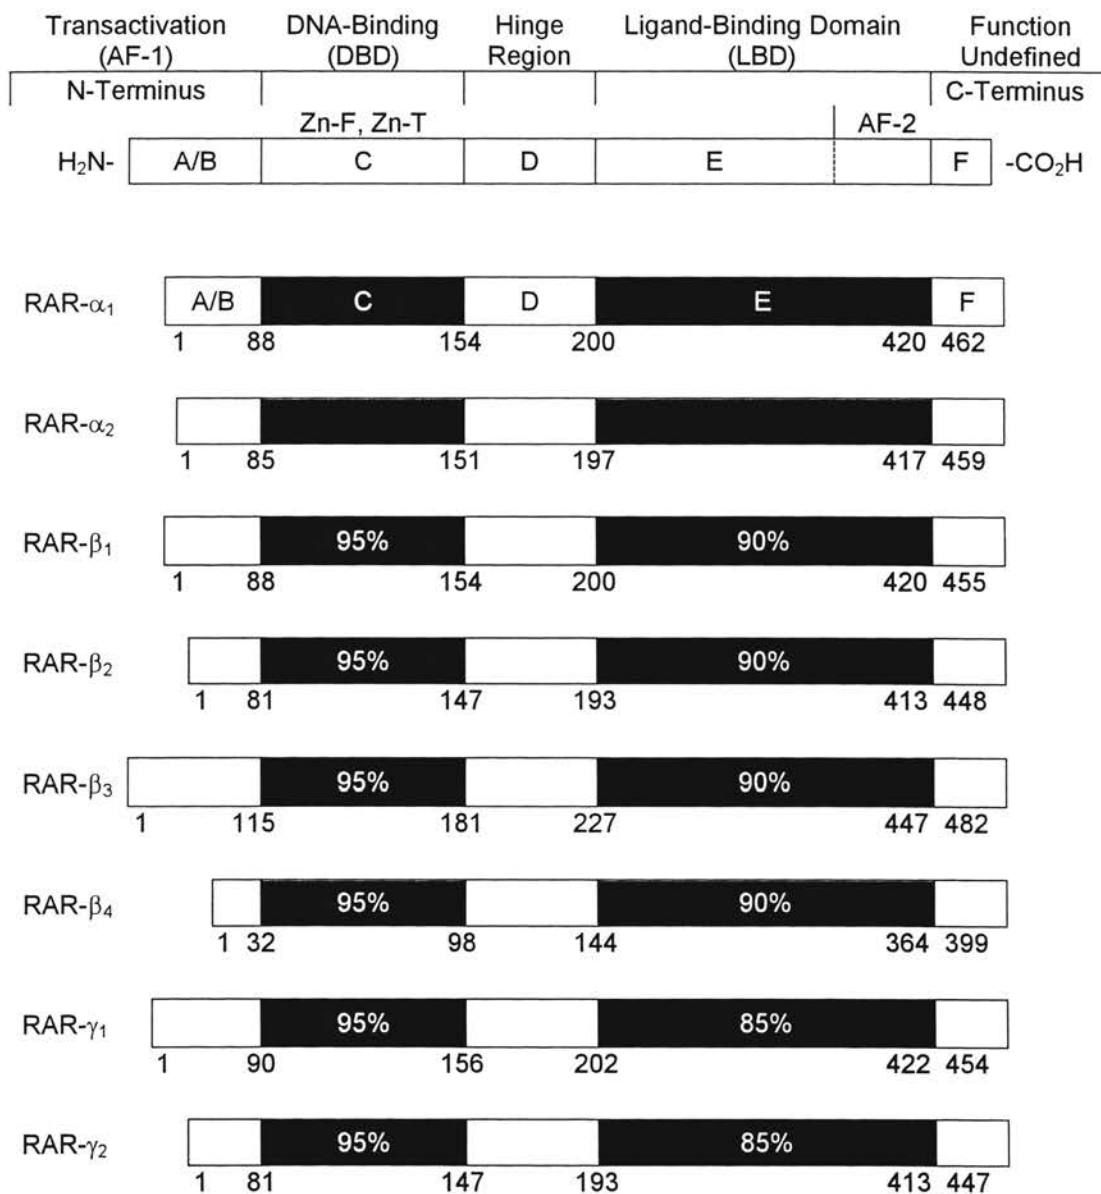 Transactivation DNA-Binding Hinge Ligand-Binding Domain Function
(AF-1) (DBD) Region (LBD) Undefined
N-Terminus C-Terminus
Zn-F, Zn-T AF-2
H₂N- A/B C D E F -CO₂H
RAR-α₁ A/B C D E F
1 88 154 200 420 462
RAR-α₂
1 85 151 197 417 459
RAR-β₁ 95% 90%
1 88 154 200 420 455
RAR-β₂ 95% 90%
1 81 147 193 413 448
RAR-β₃ 95% 90%
1 115 181 227 447 482
RAR-β₄ 95% 90%
1 32 98 144 364 399
RAR-γ₁ 95% 85%
1 90 156 202 422 454
RAR-γ₂ 95% 85%
1 81 147 193 413 447